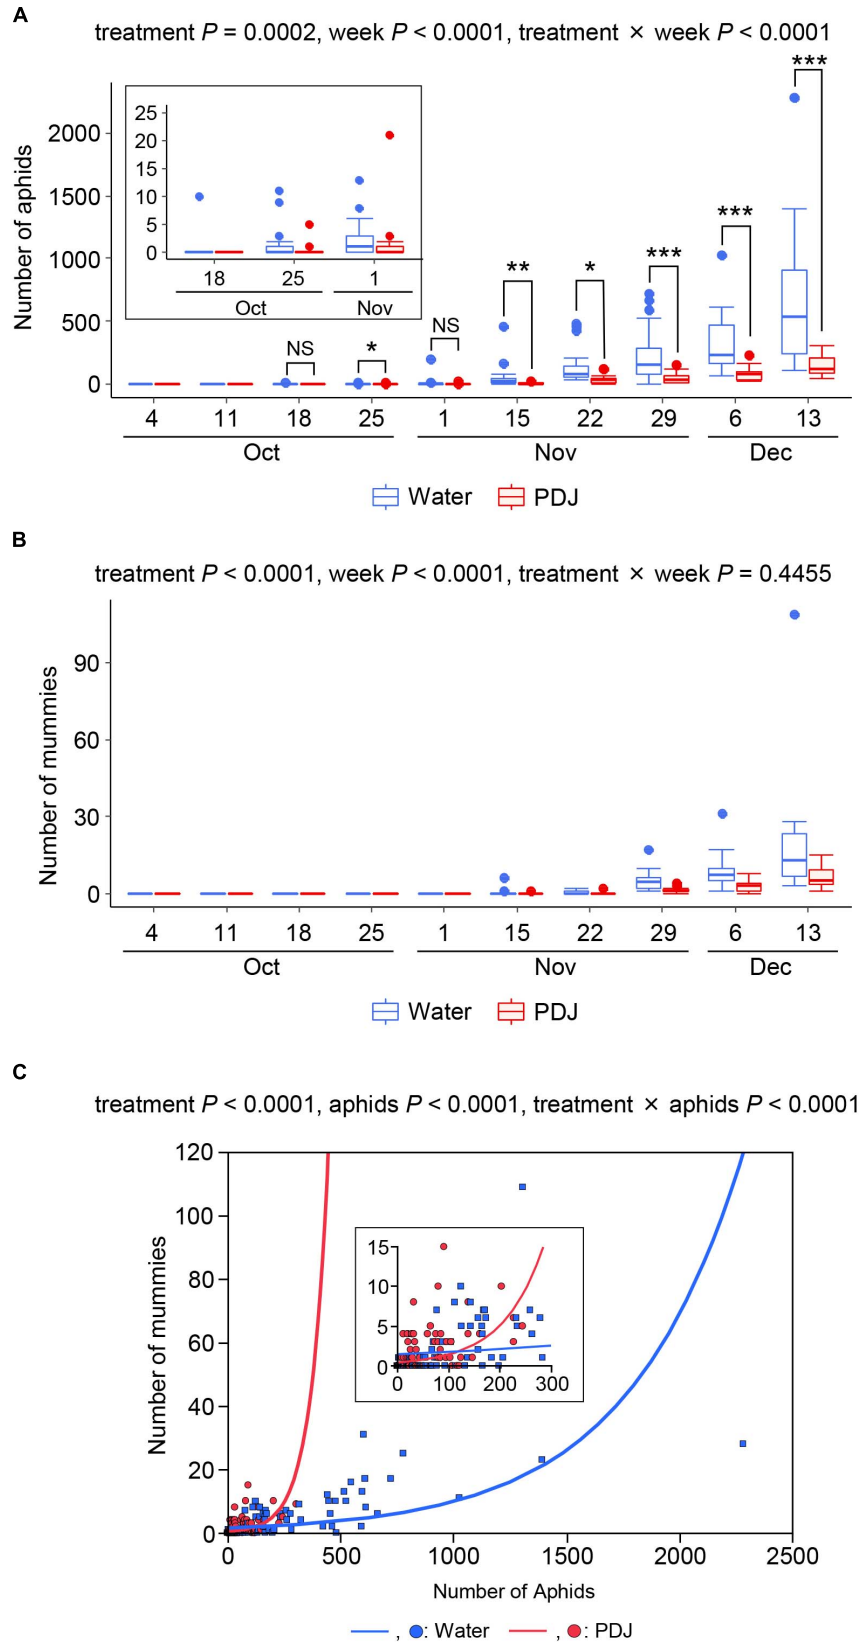 A
treatment P = 0.0002, week P < 0.0001, treatment × week P < 0.0001
Number of aphids
2000
1500
1000
500
0
25
20
15
10
5
0
18 25 1
Oct Nov
NS * NS ** * *** *** ***
4 11 18 25 1 15 22 29 6 13
Oct Nov Dec
Water PDJ
B
treatment P < 0.0001, week P < 0.0001, treatment × week P = 0.4455
Number of mummies
90
60
30
0
4 11 18 25 1 15 22 29 6 13
Oct Nov Dec
Water PDJ
C
treatment P < 0.0001, aphids P < 0.0001, treatment × aphids P < 0.0001
Number of mummies
120
100
80
60
40
20
0
15
10
5
0
0 100 200 300
0 500 1000 1500 2000 2500
Number of Aphids
, : Water , : PDJ